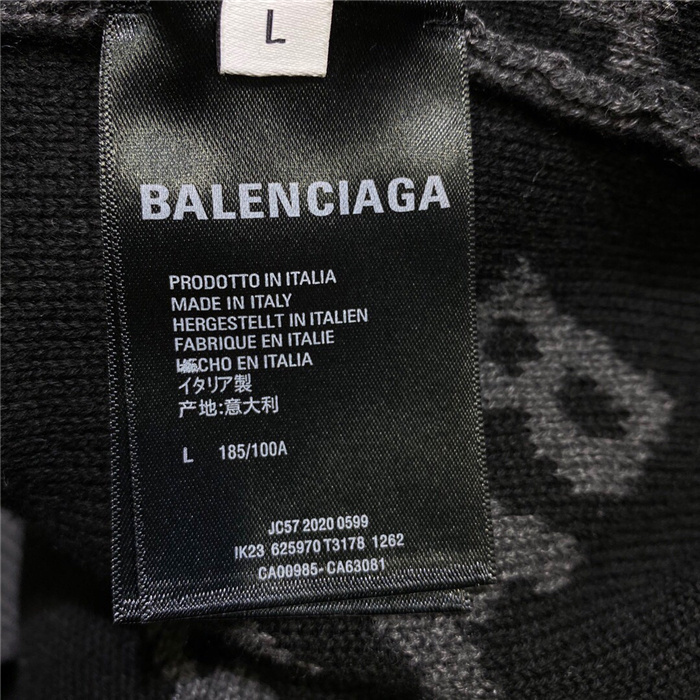 L
BALENCIAGA
PRODOTTO IN ITALIA
MADE IN ITALY
HERGESTELLT IN ITALIEN
FABRIQUE EN ITALIE
HECHO EN ITALIA
イタリア製
产地:意大利
L 185/100A
JC57 2020 0599
IK23 625970 T3178 1262
CA00985-CA63081